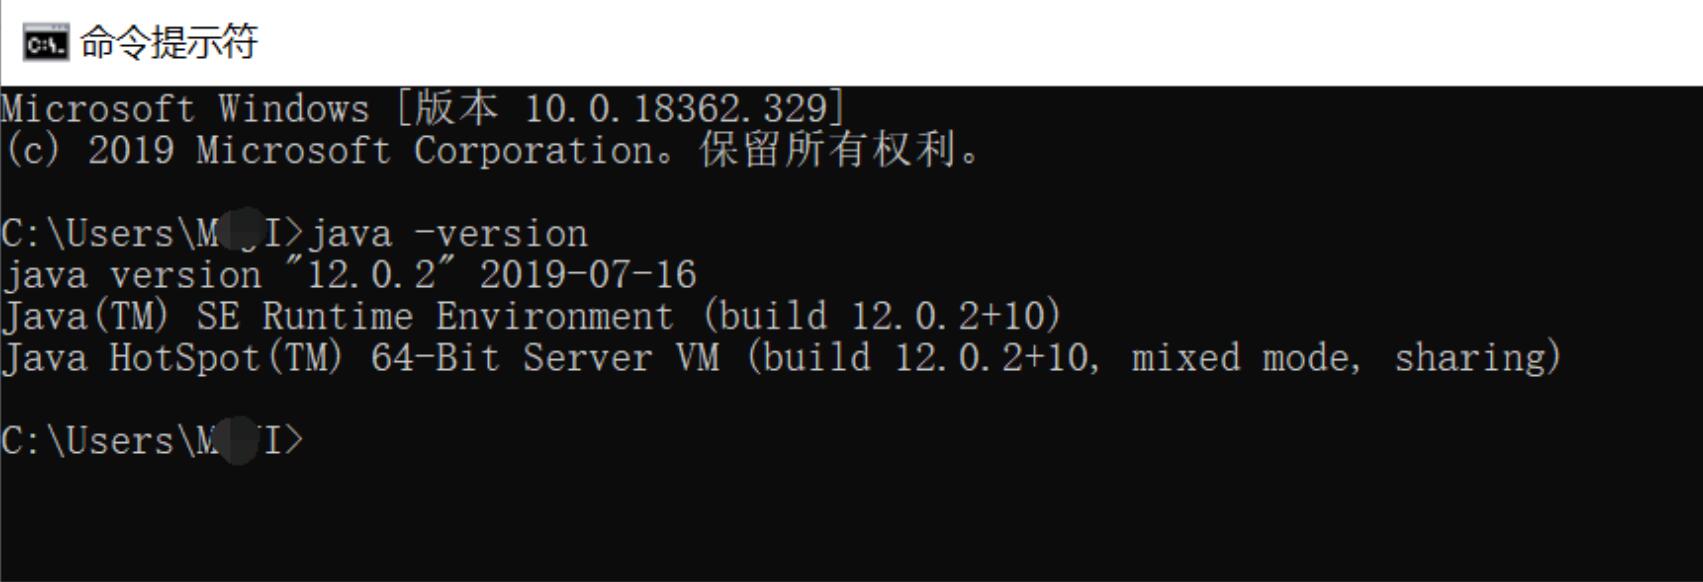 命令提示符
Microsoft Windows [版本 10.0.18362.329]
(c) 2019 Microsoft Corporation。保留所有权利。
java -version
java version "12.0.2" 2019-07-16
Java(TM) SE Runtime Environment (build 12.0.2+10)
Java HotSpot(TM) 64-Bit Server VM (build 12.0.2+10, mixed mode, sharing)
C:\Users\